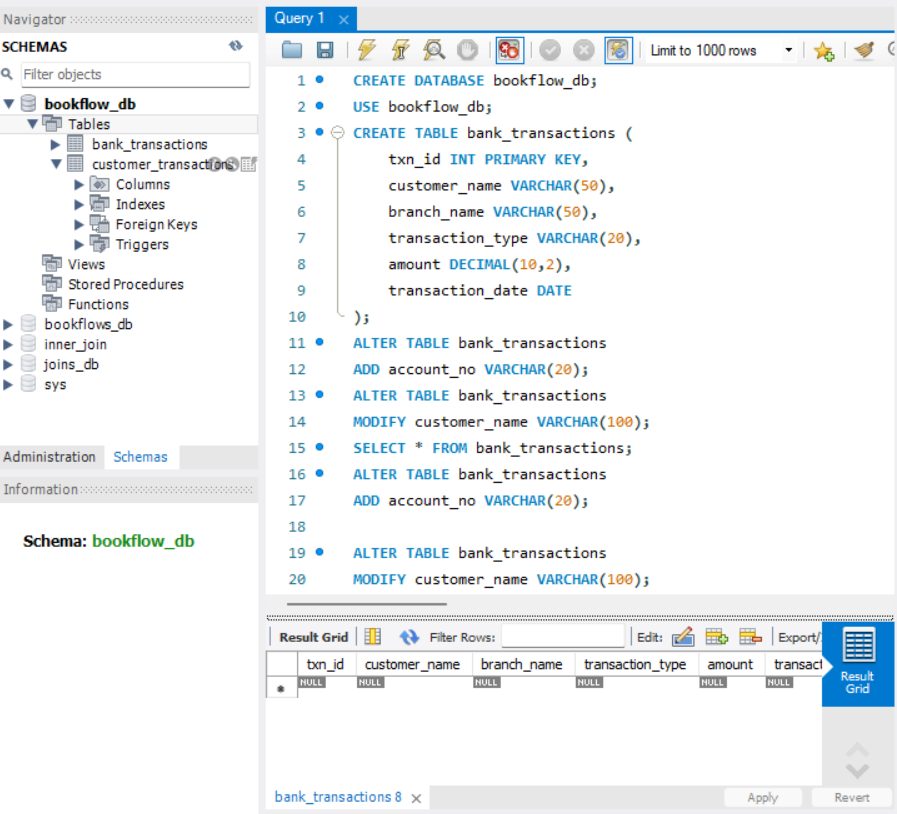 Navigator
SCHEMAS
Filter objects
bookflow_db
Tables
bank_transactions
customer_transactions
Columns
Indexes
Foreign Keys
Triggers
Views
Stored Procedures
Functions
bookflows_db
inner_join
joins_db
sys
Administration Schemas
Information
Schema: bookflow_db
Query 1
Limit to 1000 rows
1 CREATE DATABASE bookflow_db;
2 USE bookflow_db;
3 CREATE TABLE bank_transactions (
4 txn_id INT PRIMARY KEY,
5 customer_name VARCHAR(50),
6 branch_name VARCHAR(50),
7 transaction_type VARCHAR(20),
8 amount DECIMAL(10,2),
9 transaction_date DATE
10 );
11 ALTER TABLE bank_transactions
12 ADD account_no VARCHAR(20);
13 ALTER TABLE bank_transactions
14 MODIFY customer_name VARCHAR(100);
15 SELECT * FROM bank_transactions;
16 ALTER TABLE bank_transactions
17 ADD account_no VARCHAR(20);
18
19 ALTER TABLE bank_transactions
20 MODIFY customer_name VARCHAR(100);
Result Grid Filter Rows: Edit: Export/
txn_id customer_name branch_name transaction_type amount transact
NULL NULL NULL NULL NULL NULL
Result
Grid
bank_transactions 8
Apply Revert